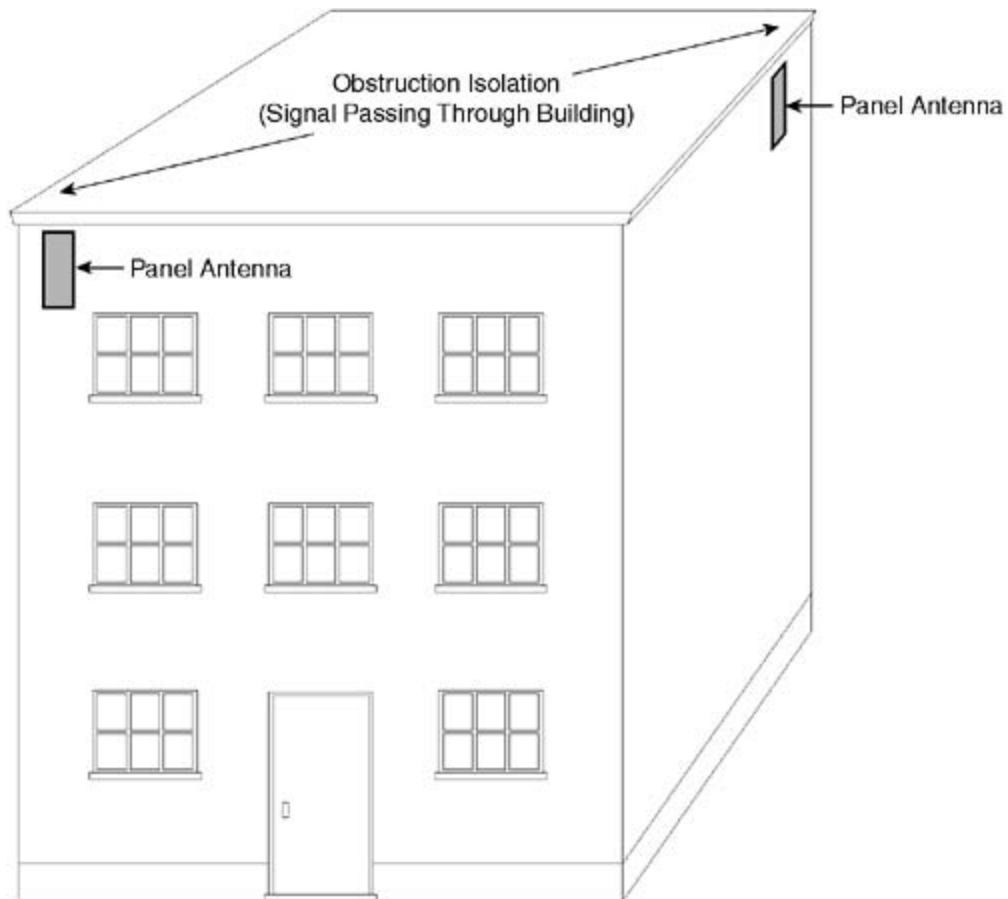 Obstruction Isolation
(Signal Passing Through Building)
Panel Antenna
Panel Antenna